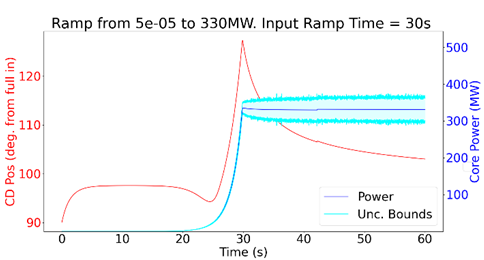 Ramp from 5e-05 to 330MW. Input Ramp Time = 30s
CD Pos (deg. from full in)
120
110
100
90
Core Power (MW)
500
400
300
200
100
Power
Unc. Bounds
0 10 20 30 40 50 60
Time (s)